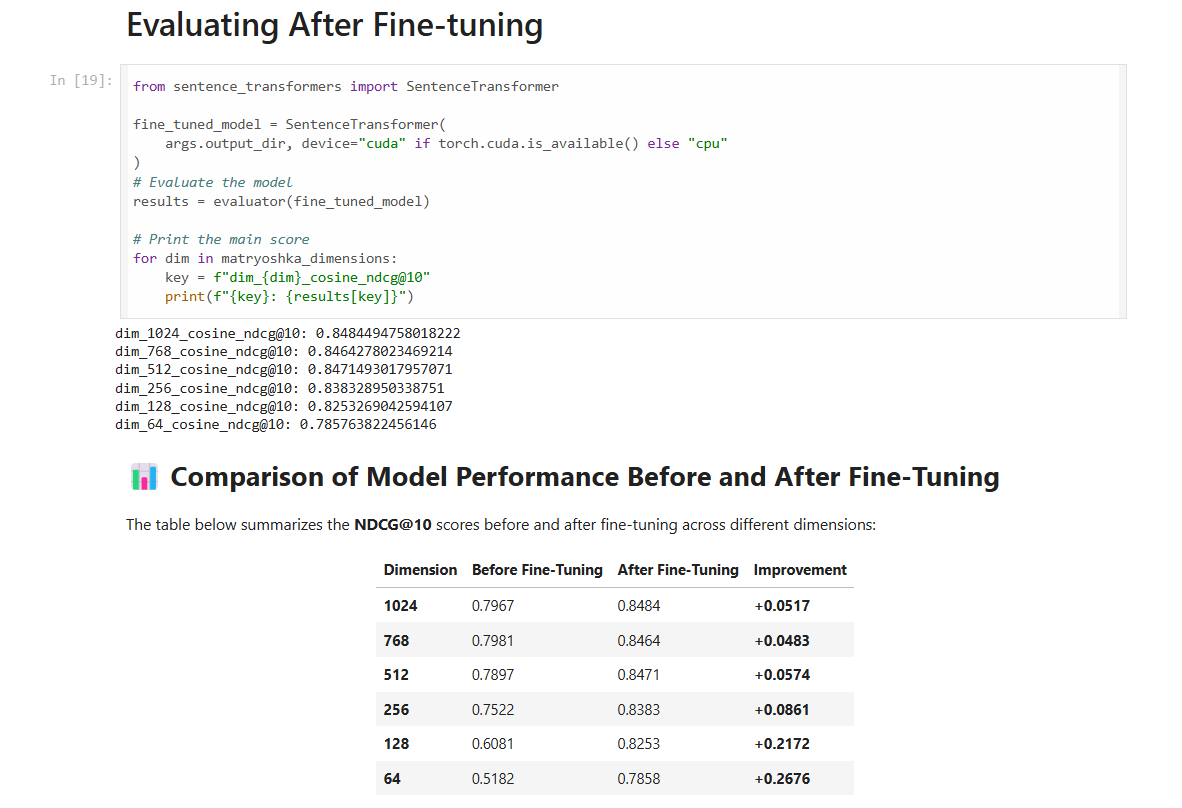 Evaluating After Fine-tuning
In [19]:
from sentence_transformers import SentenceTransformer
fine_tuned_model = SentenceTransformer(
    args.output_dir, device="cuda" if torch.cuda.is_available() else "cpu"
)
# Evaluate the model
results = evaluator(fine_tuned_model)
# Print the main score
for dim in matryoshka_dimensions:
    key = f"dim_{dim}_cosine_ndcg@10"
    print(f"{key}: {results[key]}")
dim_1024_cosine_ndcg@10: 0.8484494758018222
dim_768_cosine_ndcg@10: 0.8464278023469214
dim_512_cosine_ndcg@10: 0.8471493017957071
dim_256_cosine_ndcg@10: 0.838328950338751
dim_128_cosine_ndcg@10: 0.8253269042594107
dim_64_cosine_ndcg@10: 0.785763822456146
Comparison of Model Performance Before and After Fine-Tuning
The table below summarizes the NDCG@10 scores before and after fine-tuning across different dimensions:
Dimension Before Fine-Tuning After Fine-Tuning Improvement
1024 0.7967 0.8484 +0.0517
768 0.7981 0.8464 +0.0483
512 0.7897 0.8471 +0.0574
256 0.7522 0.8383 +0.0861
128 0.6081 0.8253 +0.2172
64 0.5182 0.7858 +0.2676